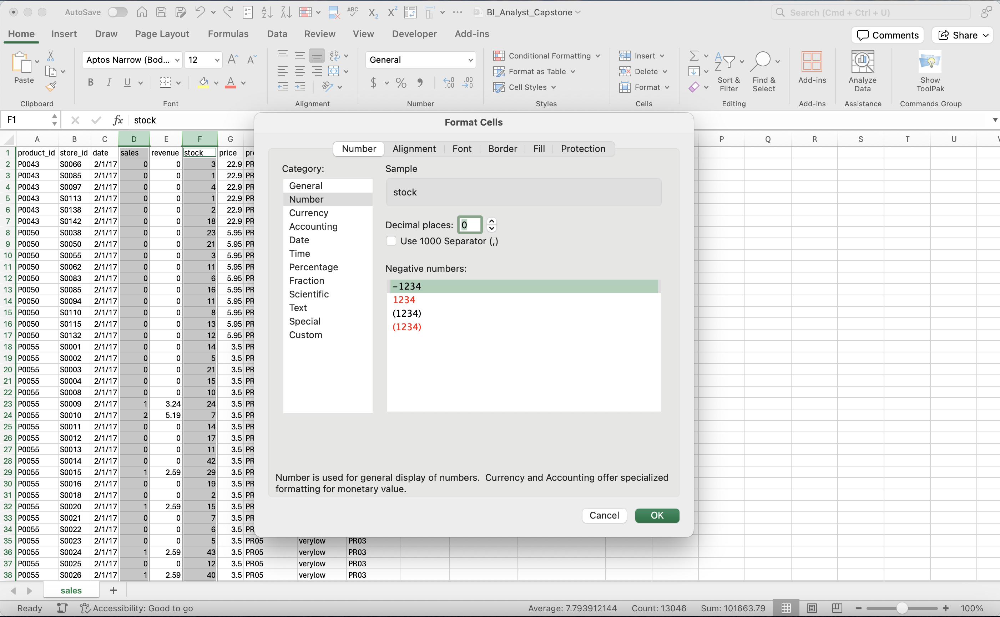 AutoSave BI_Analyst_Capstone Search (Cmd + Ctrl + U)
Home Insert Draw Page Layout Formulas Data Review View Developer Add-ins Comments Share
Paste Aptos Narrow (Bod... 12 General Conditional Formatting Insert
Format as Table Delete
Cell Styles Format
Sort & Filter Find & Select Add-ins Analyze Data Show ToolPak
Clipboard Font Alignment Number Styles Cells Editing Add-ins Assistance Commands Group
F1 fx stock
Format Cells
A B C D E F G P Q R S T U
Number Alignment Font Border Fill Protection
Category: Sample
General stock
Number
Currency
Accounting
Date
Time
Percentage
Fraction
Scientific
Text
Special
Custom
Decimal places: 0
Use 1000 Separator (,)
Negative numbers:
-1234
1234
(1234)
(1234)
Number is used for general display of numbers. Currency and Accounting offer specialized
formatting for monetary value.
Cancel OK
1 product_id store_id date sales revenue stock price
2 P0043 S0066 2/1/17 0 0 3 22.9 PR
3 P0043 S0085 2/1/17 0 0 1 22.9 PR
4 P0043 S0097 2/1/17 0 0 4 22.9 PR
5 P0043 S0113 2/1/17 0 0 1 22.9 PR
6 P0043 S0138 2/1/17 0 0 2 22.9 PR
7 P0043 S0142 2/1/17 0 0 18 22.9 PR
8 P0050 S0038 2/1/17 0 0 23 5.95 PR
9 P0050 S0050 2/1/17 0 0 21 5.95 PR
10 P0050 S0055 2/1/17 0 0 3 5.95 PR
11 P0050 S0062 2/1/17 0 0 11 5.95 PR
12 P0050 S0083 2/1/17 0 0 6 5.95 PR
13 P0050 S0085 2/1/17 0 0 16 5.95 PR
14 P0050 S0094 2/1/17 0 0 11 5.95 PR
15 P0050 S0110 2/1/17 0 0 8 5.95 PR
16 P0050 S0115 2/1/17 0 0 13 5.95 PR
17 P0050 S0132 2/1/17 0 0 12 5.95 PR
18 P0055 S0001 2/1/17 0 0 14 3.5 PR
19 P0055 S0002 2/1/17 0 0 5 3.5 PR
20 P0055 S0003 2/1/17 0 0 21 3.5 PR
21 P0055 S0004 2/1/17 0 0 15 3.5 PR
22 P0055 S0008 2/1/17 0 0 10 3.5 PR
23 P0055 S0009 2/1/17 1 3.24 24 3.5 PR
24 P0055 S0010 2/1/17 2 5.19 7 3.5 PR
25 P0055 S0011 2/1/17 0 0 14 3.5 PR
26 P0055 S0012 2/1/17 0 0 17 3.5 PR
27 P0055 S0013 2/1/17 0 0 11 3.5 PR
28 P0055 S0014 2/1/17 0 0 42 3.5 PR
29 P0055 S0015 2/1/17 1 2.59 29 3.5 PR
30 P0055 S0016 2/1/17 0 0 19 3.5 PR
31 P0055 S0018 2/1/17 0 0 2 3.5 PR
32 P0055 S0020 2/1/17 1 2.59 15 3.5 PR
33 P0055 S0021 2/1/17 0 0 7 3.5 PR
34 P0055 S0022 2/1/17 0 0 6 3.5 PR
35 P0055 S0023 2/1/17 0 0 5 3.5 PR05 verylow PR03
36 P0055 S0024 2/1/17 1 2.59 43 3.5 PR05 verylow PR03
37 P0055 S0025 2/1/17 0 0 12 3.5 PR05 verylow PR03
38 P0055 S0026 2/1/17 1 2.59 40 3.5 PR05 verylow PR03
sales
Ready Accessibility: Good to go Average: 7.793912144 Count: 13046 Sum: 101663.79 100%